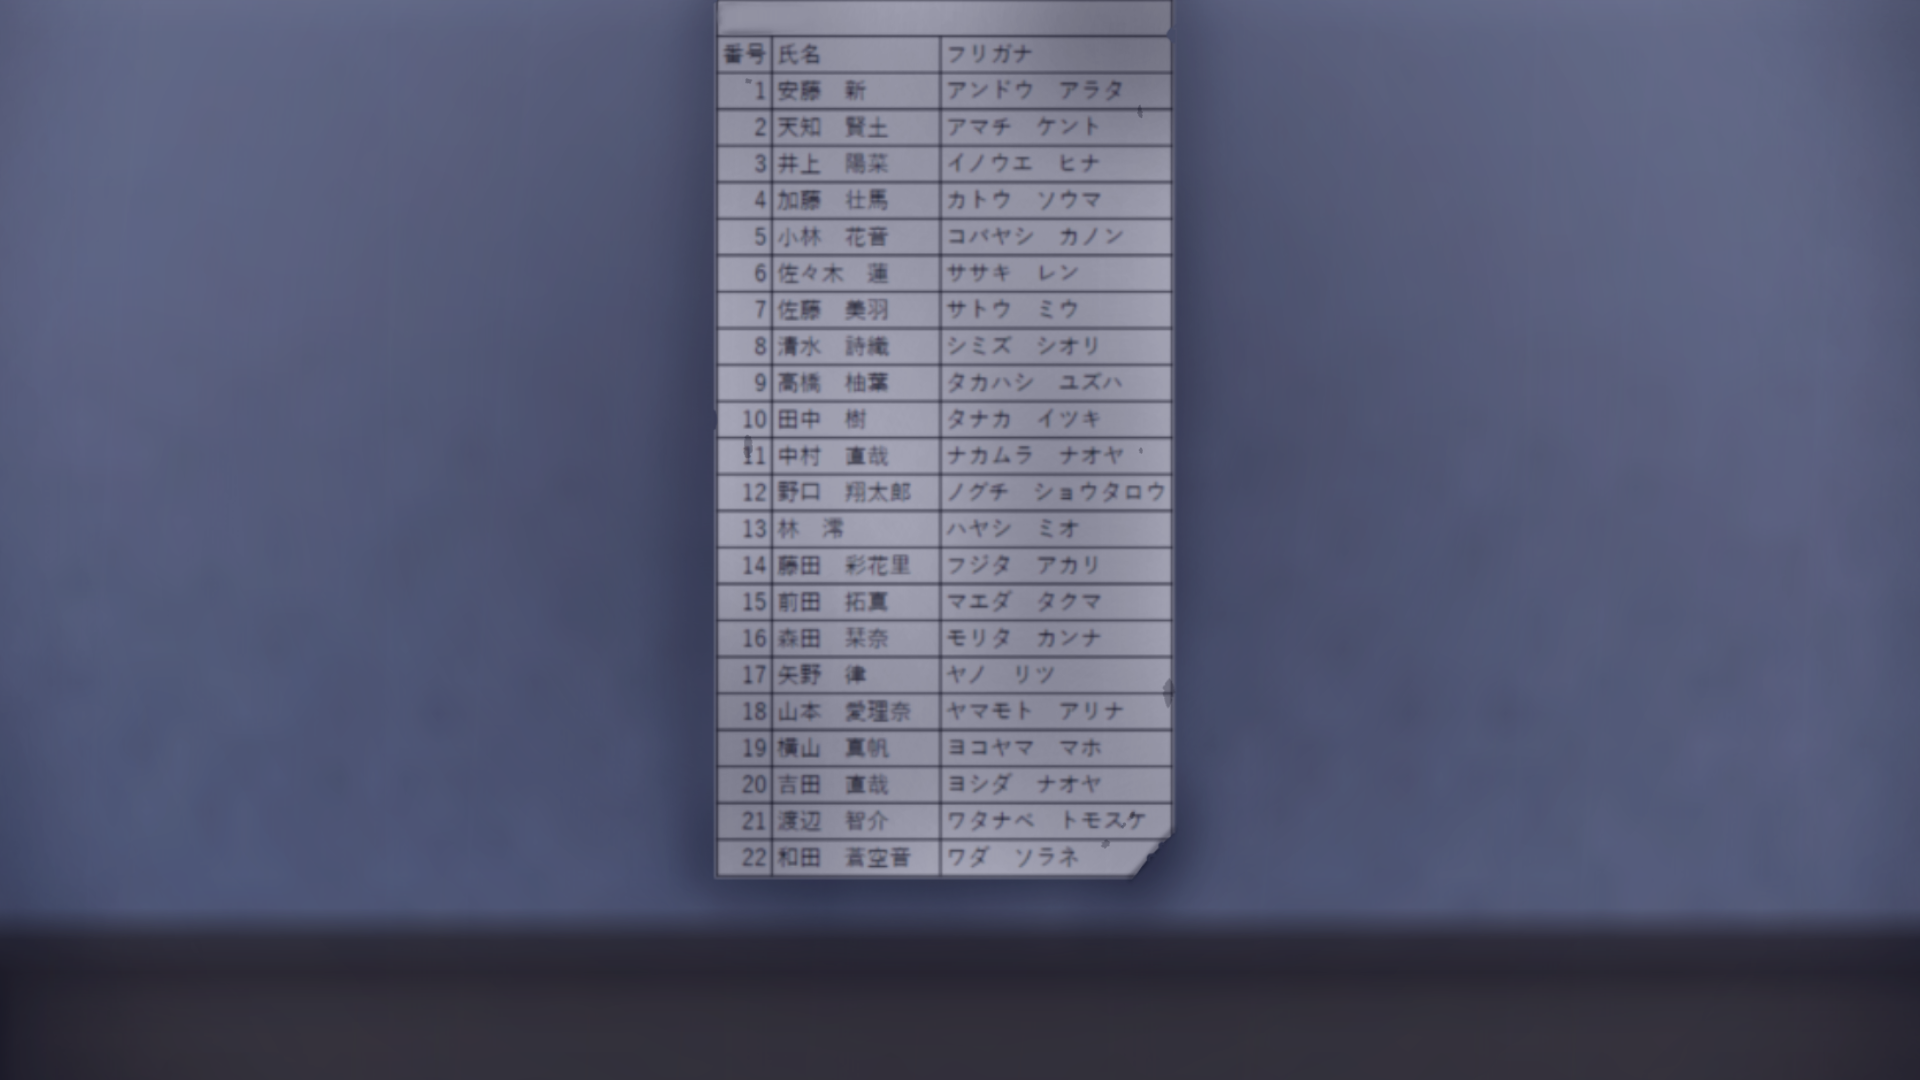 番号 氏名 フリガナ
1 安藤　新 アンドウ　アラタ
2 天知　賢土 アマチ　ケント
3 井上　陽菜 イノウエ　ヒナ
4 加藤　壮馬 カトウ　ソウマ
5 小林　花音 コバヤシ　カノン
6 佐々木　蓮 ササキ　レン
7 佐藤　美羽 サトウ　ミウ
8 清水　詩織 シミズ　シオリ
9 高橋　柚葉 タカハシ　ユズハ
10 田中　樹 タナカ　イツキ
11 中村　直哉 ナカムラ　ナオヤ
12 野口　翔太郎 ノグチ　ショウタロウ
13 林　澪 ハヤシ　ミオ
14 藤田　彩花里 フジタ　アカリ
15 前田　拓真 マエダ　タクマ
16 森田　栞奈 モリタ　カンナ
17 矢野　律 ヤノ　リツ
18 山本　愛理奈 ヤマモト　アリナ
19 横山　真帆 ヨコヤマ　マホ
20 吉田　直哉 ヨシダ　ナオヤ
21 渡辺　智介 ワタナベ　トモスケ
22 和田　蒼空音 ワダ　ソラネ